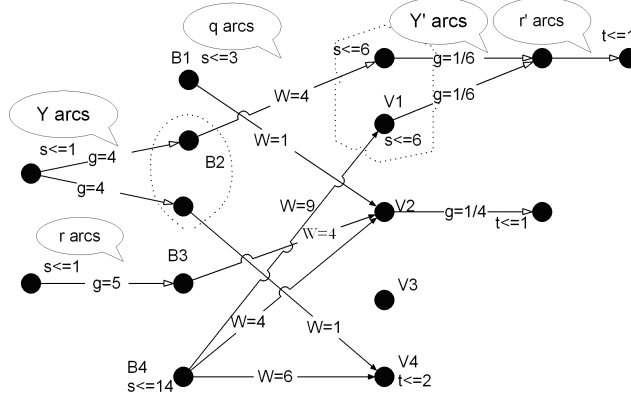 q arcs
Y' arcs
r' arcs
B1
s<=3
s<=6
g=1/6
t<=1
W=4
g=1/6
Y arcs
V1
s<=6
W=1
s<=1
g=4
B2
g=4
W=9
V2
g=1/4
t<=1
r arcs
W=4
B3
s<=1
g=5
V3
W=4
W=1
B4
s<=14
W=6
V4
t<=2